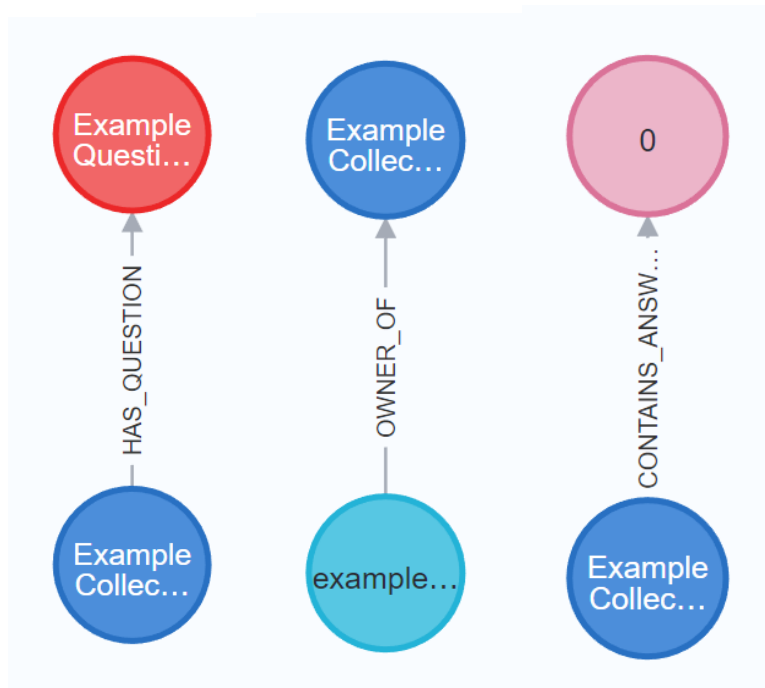 Example
Questi...
HAS_QUESTION
Example
Collec...
Example
Collec...
OWNER_OF
example...
0
CONTAINS_ANSW...
Example
Collec...